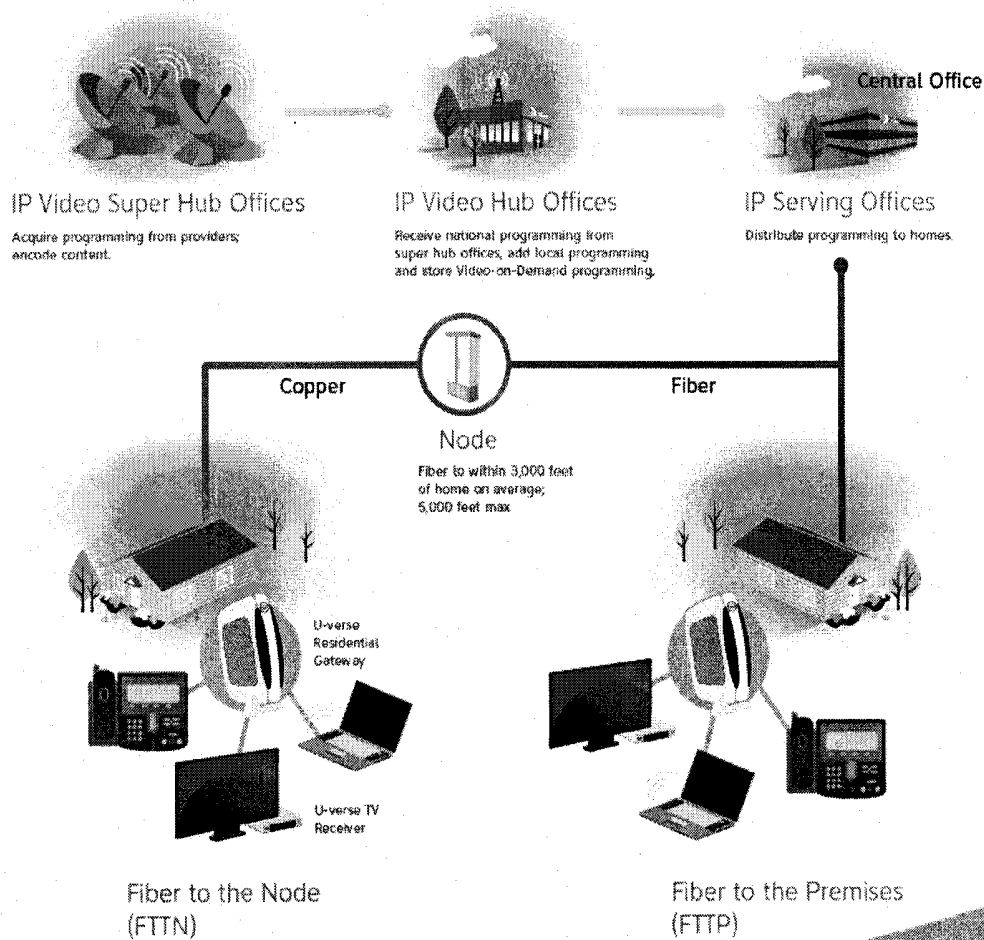 Central Office
IP Video Super Hub Offices
Acquire programming from providers;
encode content.
IP Video Hub Offices
Receive national programming from
super hub offices, add local programming
and store Video-on-Demand programming.
IP Serving Offices
Distribute programming to homes.
Copper
Fiber
Node
Fiber to within 3,000 feet
of home on average;
5,000 feet max
U-verse
Residential
Gateway
U-verse TV
Receiver
Fiber to the Node
(FTTN)
Fiber to the Premises
(FTTP)